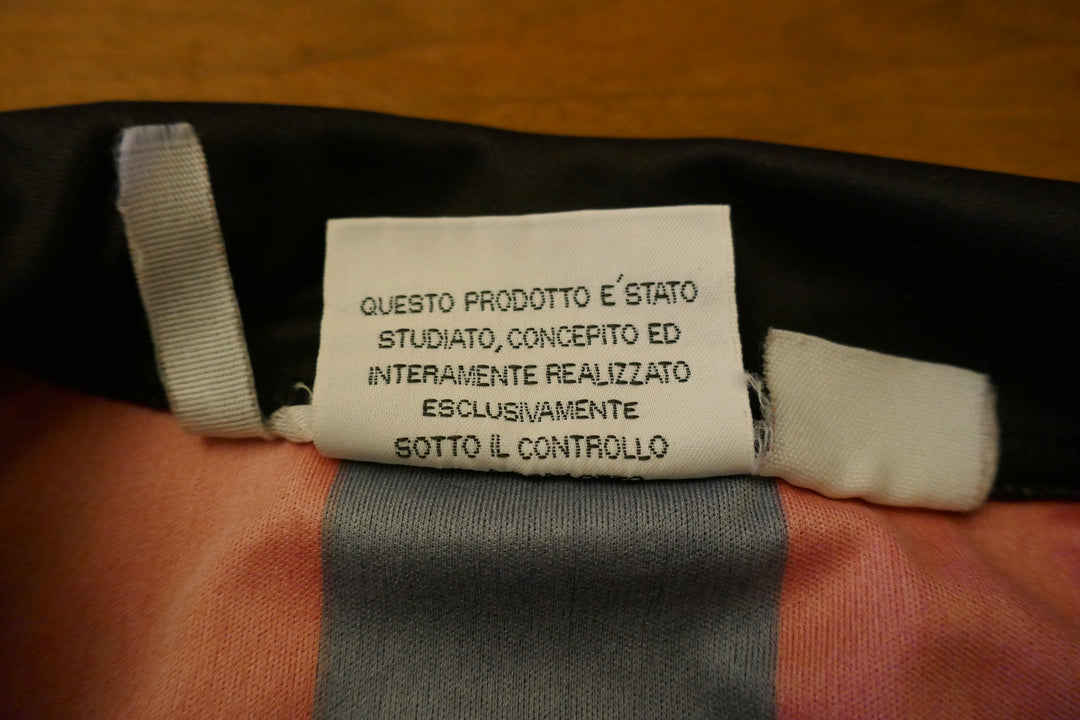 QUESTO PRODOTTO E´STATO
STUDIATO, CONCEPITO ED
INTERAMENTE REALIZZATO
ESCLUSIVAMENTE
SOTTO IL CONTROLLO